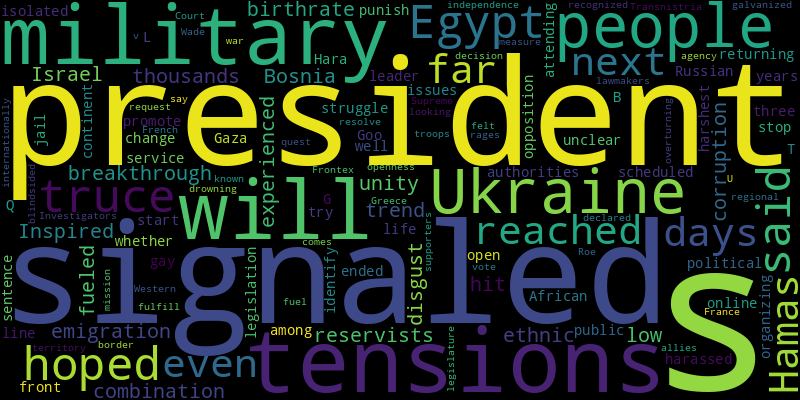 isolated
military
birthrate
punish
Court
Wade
v
L
war
Egypt
independence
measure
decision
people
recognized
Transnistria
galvanized
attending
returning
next
agency
Russian
years
lawmakers
Israel
thousands
Bosnia
Hara
leader
far
issues
B
president
say
request
promote
French
change
service
Gaza
struggle
resolve
Goo
well
Supreme
looking
troops
felt
rages
quest
opposition
unclear
overturning
harshest
three
stop
T
internationally
jail
continent
blindsided
breakthrough
drowning
known
experienced
Frontex
openness
Greece
unity
authorities
scheduled
corruption
U
regional
said
Q
truce
Investigators
Inspired
start
whether
will
G
try
trend
life
Ukraine
declared
reached
Roe
days
signaled
sentence
fueled
mission
gay
Western
fulfill
legislation
comes
identify
ended
fuel
disgust
supporters
open
vote
hit
African
political
online
France
s
organizing
Hamas
line
emigration
territory
border
among
reservists
legislature
ethnic
public
low
allies
harassed
hoped
even
tensions
front
combination